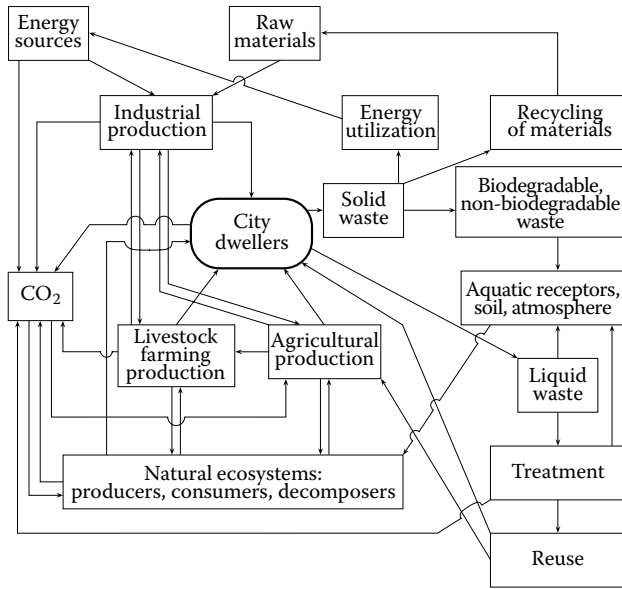 Energy
sources
Raw
materials
Industrial
production
Energy
utilization
Recycling
of materials
City
dwellers
Solid
waste
Biodegradable,
non-biodegradable
waste
CO₂
Aquatic receptors,
soil, atmosphere
Livestock
farming
production
Agricultural
production
Liquid
waste
Natural ecosystems:
producers, consumers, decomposers
Treatment
Reuse